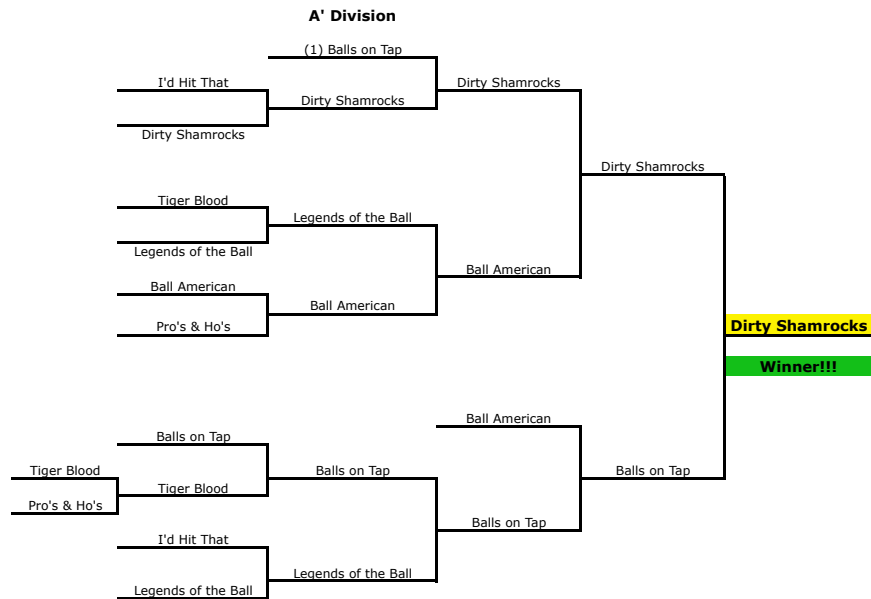 A' Division
(1) Balls on Tap
I'd Hit That
Dirty Shamrocks
Dirty Shamrocks
Dirty Shamrocks
Dirty Shamrocks
Tiger Blood
Legends of the Ball
Legends of the Ball
Ball American
Ball American
Ball American
Pro's & Ho's
Dirty Shamrocks
Winner!!!
Ball American
Balls on Tap
Tiger Blood
Balls on Tap
Balls on Tap
Tiger Blood
Pro's & Ho's
Balls on Tap
I'd Hit That
Legends of the Ball
Legends of the Ball